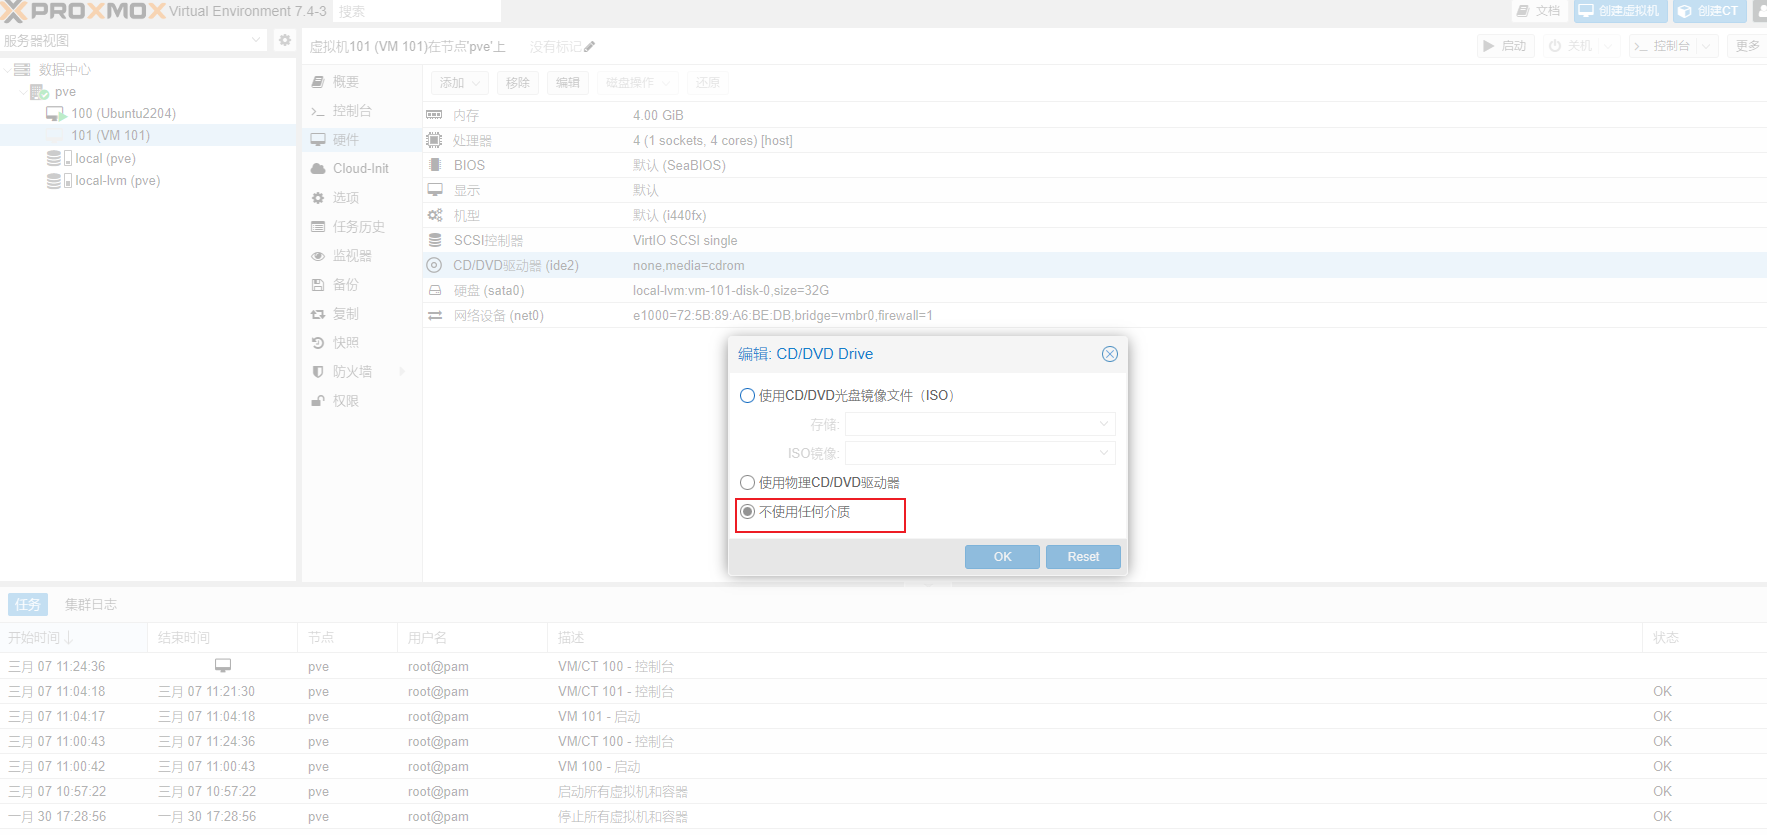 PROXMOX Virtual Environment 7.4-3 搜索 文档 创建虚拟机 创建CT
服务器视图
数据中心
pve
100 (Ubuntu2204)
101 (VM 101)
local (pve)
local-lvm (pve)
虚拟机101 (VM 101)在节点'pve'上 没有标记 启动 关机 >_ 控制台 更多
概要
>_ 控制台
硬件
Cloud-Init
选项
任务历史
监视器
备份
复制
快照
防火墙
权限
添加 移除 编辑 磁盘操作 还原
内存 4.00 GiB
处理器 4 (1 sockets, 4 cores) [host]
BIOS 默认 (SeaBIOS)
显示 默认
机型 默认 (i440fx)
SCSI控制器 VirtIO SCSI single
CD/DVD驱动器 (ide2) none,media=cdrom
硬盘 (sata0) local-lvm:vm-101-disk-0,size=32G
网络设备 (net0) e1000=72:5B:89:A6:BE:DB,bridge=vmbr0,firewall=1
编辑: CD/DVD Drive
使用CD/DVD光盘镜像文件（ISO）
存储:
ISO镜像:
使用物理CD/DVD驱动器
不使用任何介质
OK Reset
任务 集群日志
开始时间↓ 结束时间 节点 用户名 描述 状态
三月 07 11:24:36 pve root@pam VM/CT 100 - 控制台
三月 07 11:04:18 三月 07 11:21:30 pve root@pam VM/CT 101 - 控制台 OK
三月 07 11:04:17 三月 07 11:04:18 pve root@pam VM 101 - 启动 OK
三月 07 11:00:43 三月 07 11:24:36 pve root@pam VM/CT 100 - 控制台 OK
三月 07 11:00:42 三月 07 11:00:43 pve root@pam VM 100 - 启动 OK
三月 07 10:57:22 三月 07 10:57:22 pve root@pam 启动所有虚拟机和容器 OK
一月 30 17:28:56 一月 30 17:28:56 pve root@pam 停止所有虚拟机和容器 OK